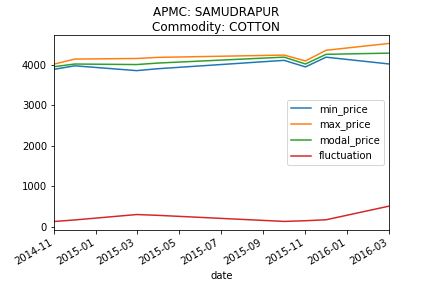 APMC: SAMUDRAPUR
Commodity: COTTON
4000
3000
2000
1000
0
min_price
max_price
modal_price
fluctuation
2014-11
2015-01
2015-03
2015-05
2015-07
2015-09
2015-11
2016-01
2016-03
date